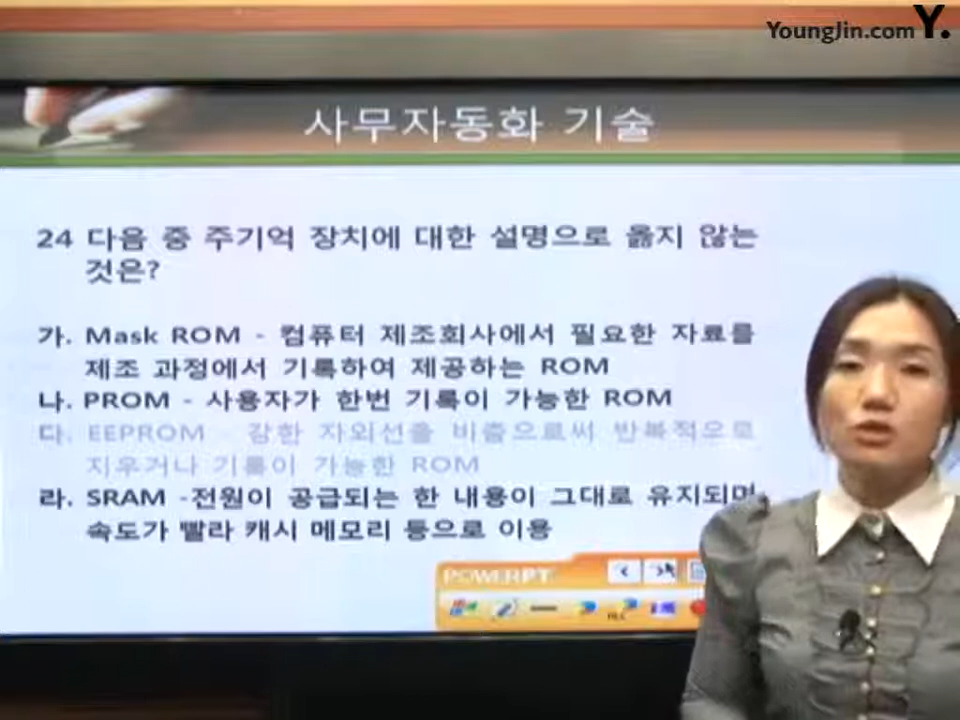 YoungJin.com Y.
사무자동화 기술
24 다음 중 주기억 장치에 대한 설명으로 옳지 않는
것은?
가. Mask ROM - 컴퓨터 제조회사에서 필요한 자료를
제조 과정에서 기록하여 제공하는 ROM
나. PROM - 사용자가 한번 기록이 가능한 ROM
다. EEPROM - 강한 자외선을 비춤으로써 반복적으로
지우거나 기록이 가능한 ROM
라. SRAM -전원이 공급되는 한 내용이 그대로 유지되며,
속도가 빨라 캐시 메모리 등으로 이용
POWERPT